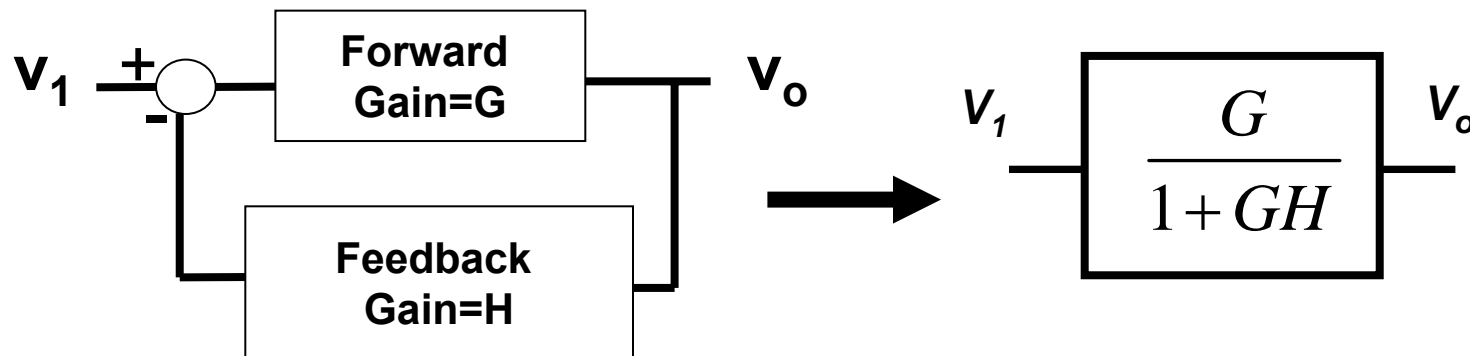 v1
+
-
Forward
Gain=G
vo
Feedback
Gain=H
V1
G
1+GH
Vo